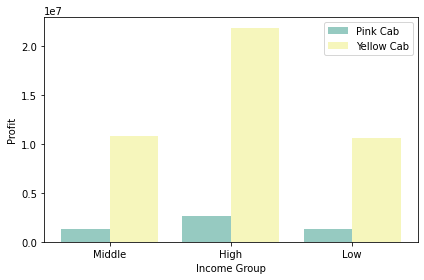 1e7
Pink Cab
Yellow Cab
2.0
1.5
1.0
0.5
0.0
Profit
Middle High Low
Income Group